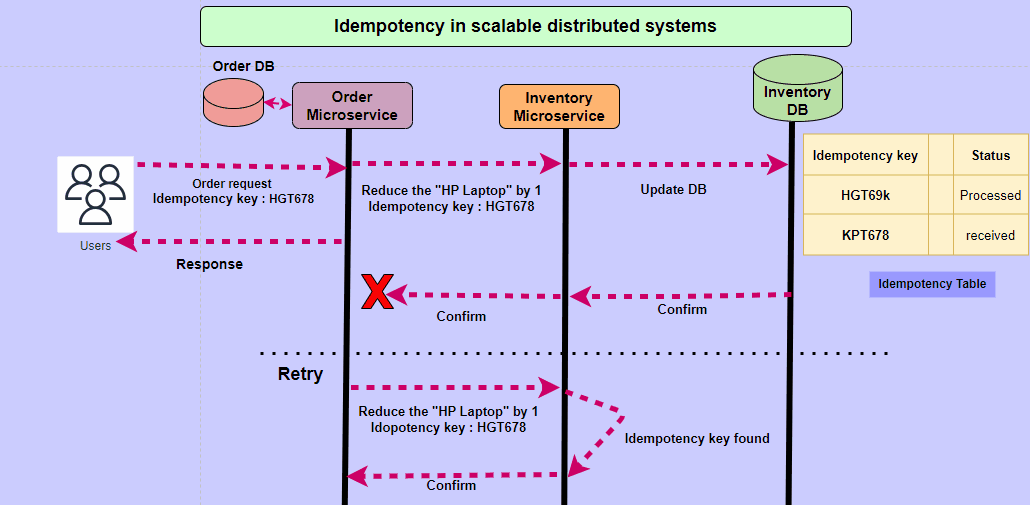 Idempotency in scalable distributed systems
Order DB
Order
Microservice
Inventory
Microservice
Inventory
DB
Order request
Idempotency key : HGT678
Reduce the "HP Laptop" by 1
Idempotency key : HGT678
Update DB
Idempotency key Status
HGT69k Processed
KPT678 received
Idempotency Table
Users
Response
X
Confirm
Confirm
Retry
Reduce the "HP Laptop" by 1
Idopotency key : HGT678
Idempotency key found
Confirm